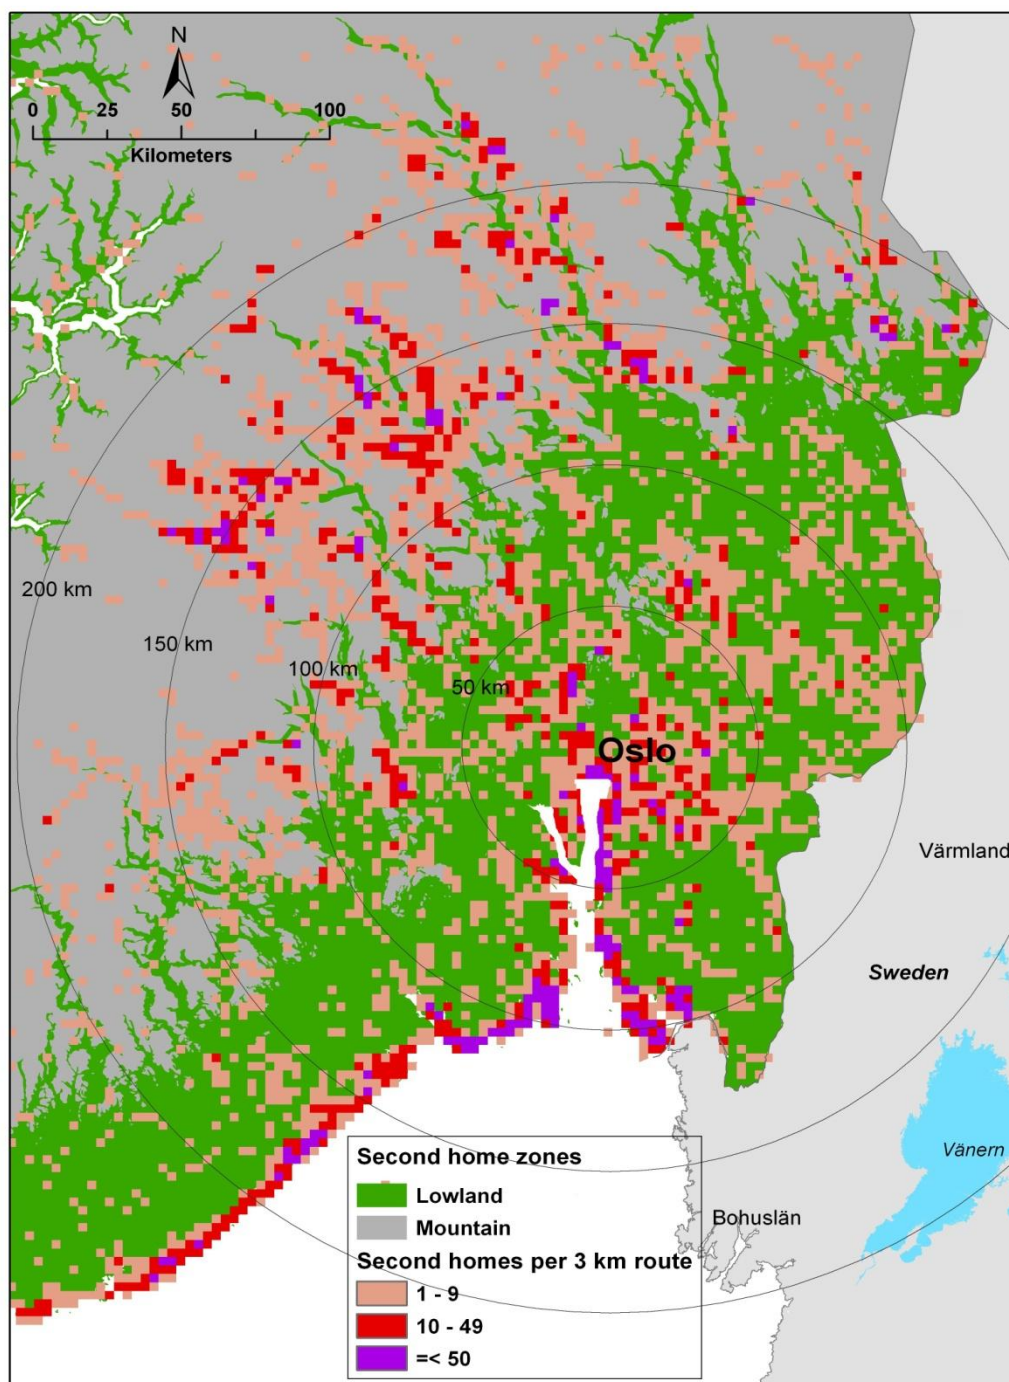 N
0 25 50 100
Kilometers
200 km
150 km
100 km
50 km
Oslo
Värmland
Sweden
Vänern
Bohuslän
Second home zones
Lowland
Mountain
Second homes per 3 km route
1 - 9
10 - 49
=< 50